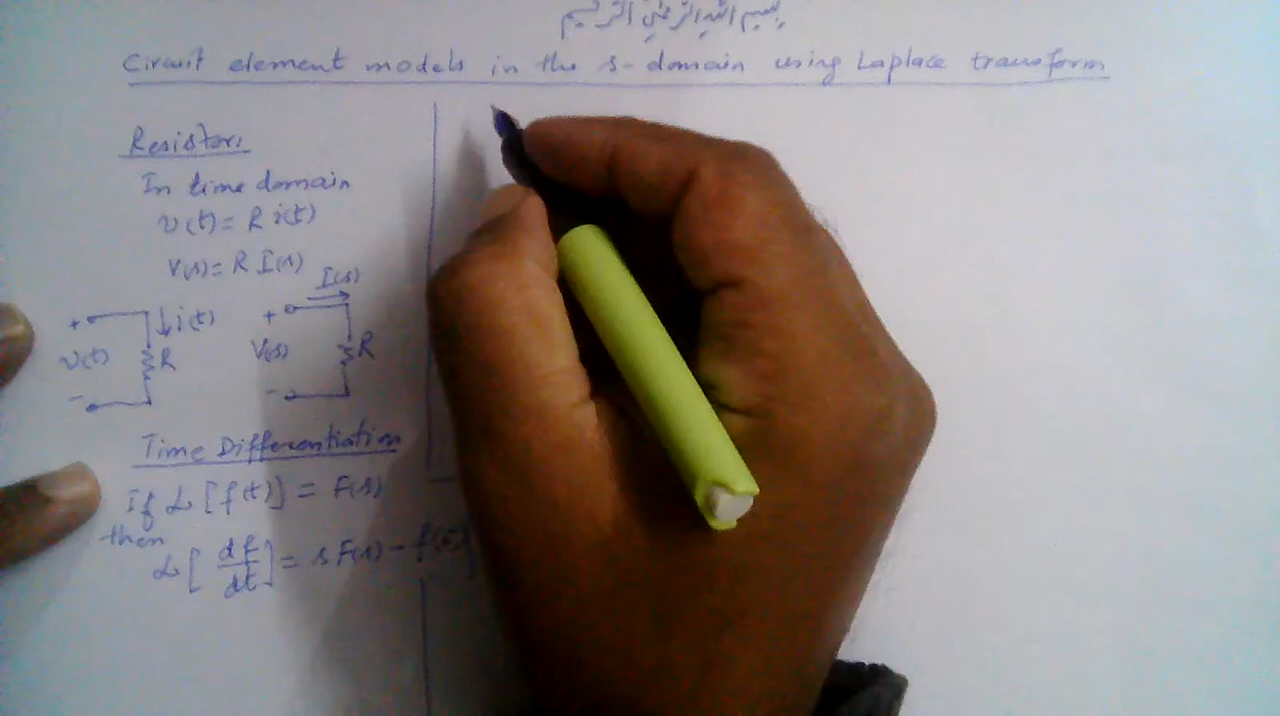 بسم الله الرحمن الرحيم
Circuit element models in the s-domain using Laplace transform
Resistor:
In time domain
v(t) = R i(t)
V(s) = R I(s)
I(s)
+ i(t) +
v(t) R V(s) R
- -
Time Differentiation
If L[f(t)] = F(s)
then
L[df/dt] = s F(s) - f(0⁻)